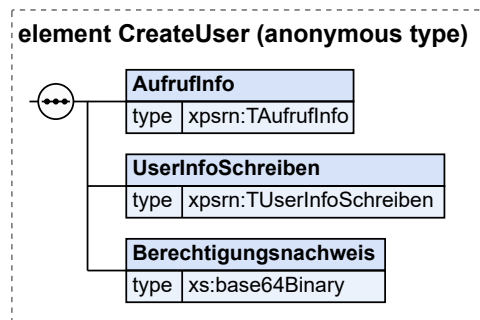 element CreateUser (anonymous type)
AufrufInfo
type xpsrn:TAufrufInfo
UserInfoSchreiben
type xpsrn:TUserInfoSchreiben
Berechtigungsnachweis
type xs:base64Binary